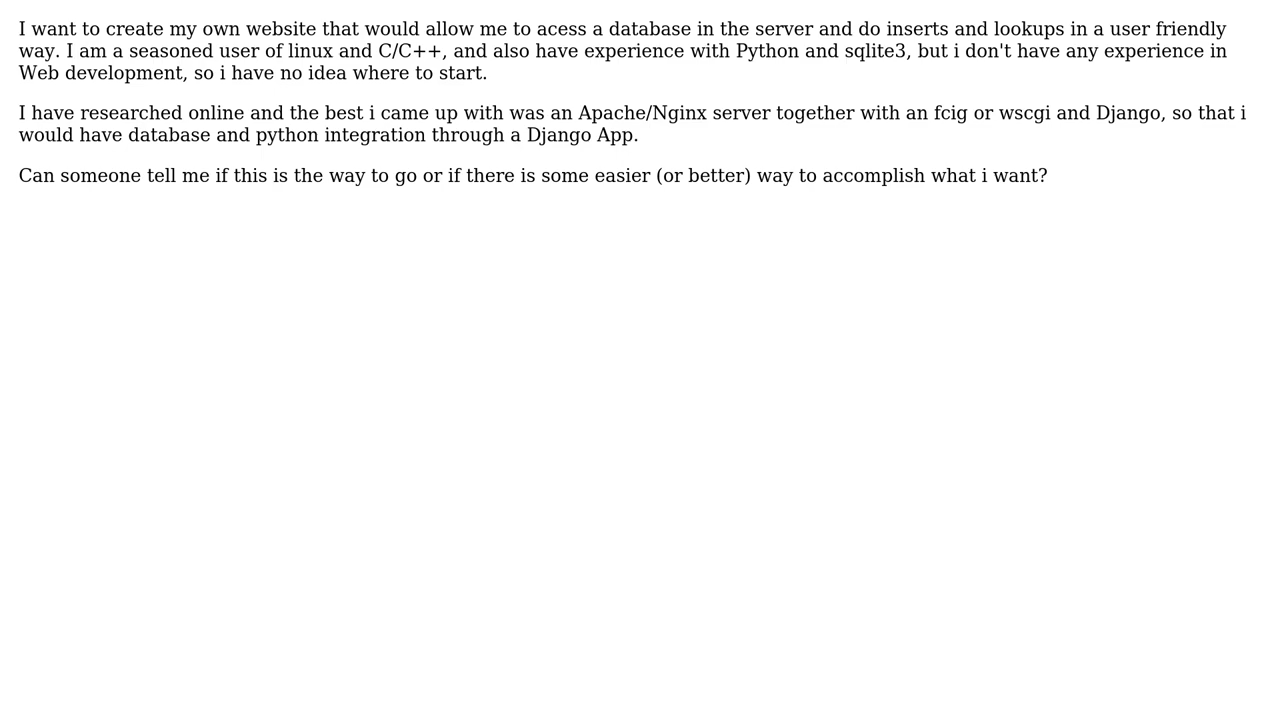 I want to create my own website that would allow me to acess a database in the server and do inserts and lookups in a user friendly
way. I am a seasoned user of linux and C/C++, and also have experience with Python and sqlite3, but i don't have any experience in
Web development, so i have no idea where to start.
I have researched online and the best i came up with was an Apache/Nginx server together with an fcig or wscgi and Django, so that i
would have database and python integration through a Django App.
Can someone tell me if this is the way to go or if there is some easier (or better) way to accomplish what i want?